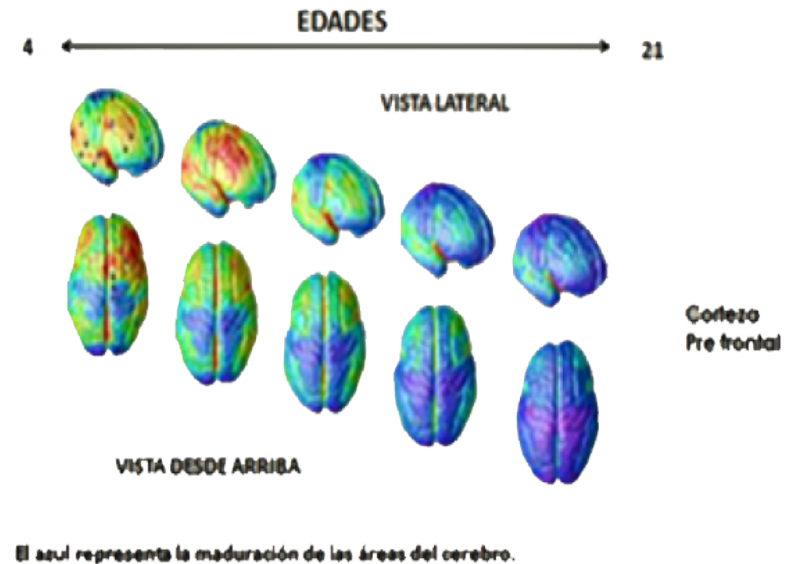 EDADES
4
21
VISTA LATERAL
Corteza
Pre frontal
VISTA DESDE ARRIBA
El azul representa la maduración de las áreas del cerebro.